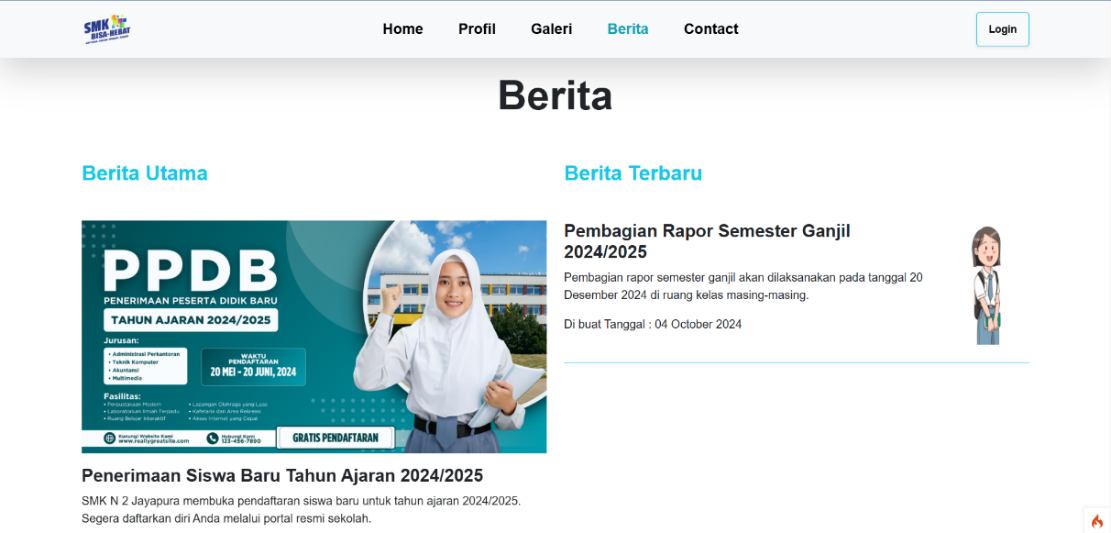 SMK
BISA-HEBAT
Home Profil Galeri Berita Contact
Login
Berita
Berita Utama
PPDB
PENERIMAAN PESERTA DIDIK BARU
TAHUN AJARAN 2024/2025
Jurusan:
• Administrasi Perkantoran
• Teknik Komputer
• Akuntansi
• Multimedia
WAKTU
PENDAFTARAN
20 MEI - 20 JUNI, 2024
Fasilitas:
• Perpustakaan Modern
• Laboratorium Ilmiah Terpadu
• Ruang Belajar Interaktif
• Lapangan Olahraga yang Luas
• Kafetaria dan Area Rekreasi
• Akses Internet yang Cepat
Kunjungi Website Kami
www.reallygreatsite.com
Hubungi Kami
123-456-7890
GRATIS PENDAFTARAN
Penerimaan Siswa Baru Tahun Ajaran 2024/2025
SMK N 2 Jayapura membuka pendaftaran siswa baru untuk tahun ajaran 2024/2025.
Segera daftarkan diri Anda melalui portal resmi sekolah.
Berita Terbaru
Pembagian Rapor Semester Ganjil
2024/2025
Pembagian rapor semester ganjil akan dilaksanakan pada tanggal 20
Desember 2024 di ruang kelas masing-masing.
Di buat Tanggal : 04 October 2024